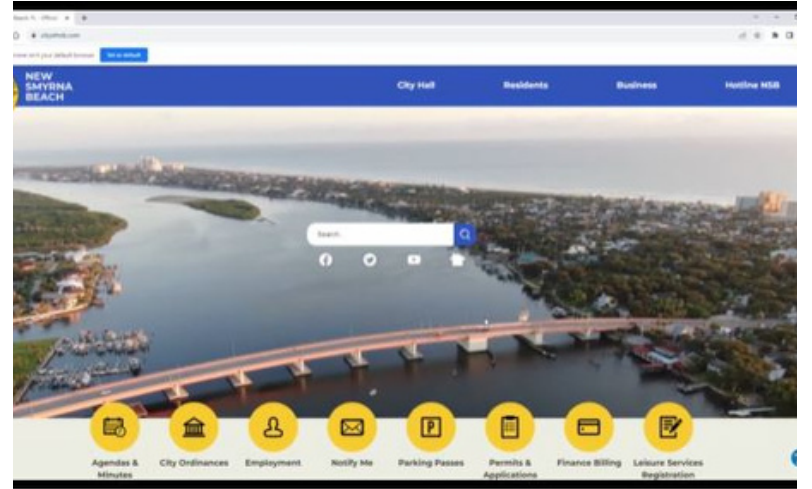 NEW
SMYRNA
BEACH
City Hall
Residents
Business
Hotline NSB
Search
P
Agendas &
Minutes
City Ordinances
Employment
Notify Me
Parking Passes
Permits &
Applications
Finance Billing
Leisure Services
Registration